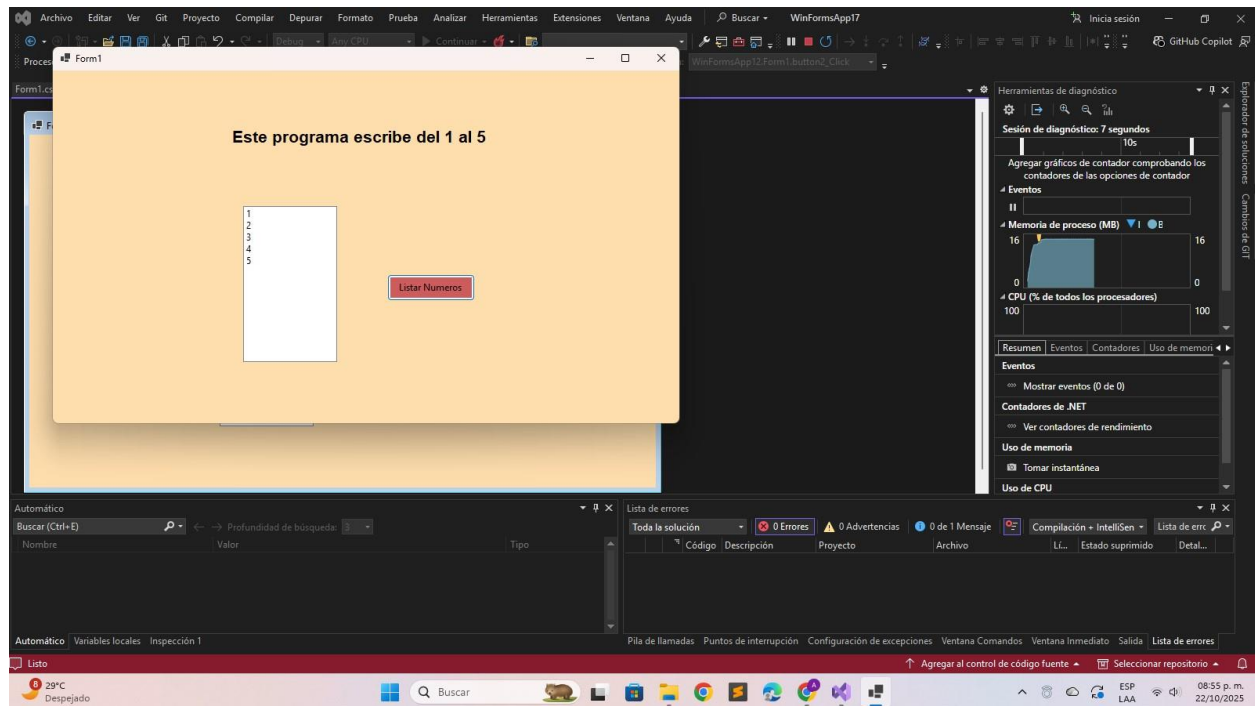 Archivo Editar Ver Git Proyecto Compilar Depurar Formato Prueba Analizar Herramientas Extensiones Ventana Ayuda Buscar WinFormsApp17 Inicia sesión
Debug Any CPU Continuar GitHub Copilot
Proces WinFormsApp12.Form1.button2_Click
Form1
Form1.cs
Este programa escribe del 1 al 5
1
2
3
4
5
Listar Numeros
Herramientas de diagnóstico
Sesión de diagnóstico: 7 segundos
10s
Agregar gráficos de contador comprobando los
contadores de las opciones de contador
Eventos
Memoria de proceso (MB)
16 16
0 0
CPU (% de todos los procesadores)
100 100
Resumen Eventos Contadores Uso de memori
Eventos
Mostrar eventos (0 de 0)
Contadores de .NET
Ver contadores de rendimiento
Uso de memoria
Tomar instantánea
Uso de CPU
Explorador de soluciones
Cambios de GIT
Automático
Buscar (Ctrl+E) Profundidad de búsqueda: 3
Nombre Valor Tipo
Automático Variables locales Inspección 1
Lista de errores
Toda la solución 0 Errores 0 Advertencias 0 de 1 Mensaje Compilación + IntelliSen Lista de errc
Código Descripción Proyecto Archivo Lí... Estado suprimido Detal...
Pila de llamadas Puntos de interrupción Configuración de excepciones Ventana Comandos Ventana Inmediato Salida Lista de errores
Listo Agregar al control de código fuente Seleccionar repositorio
8 29°C
Despejado
Buscar
ESP
LAA
08:55 p. m.
22/10/2025